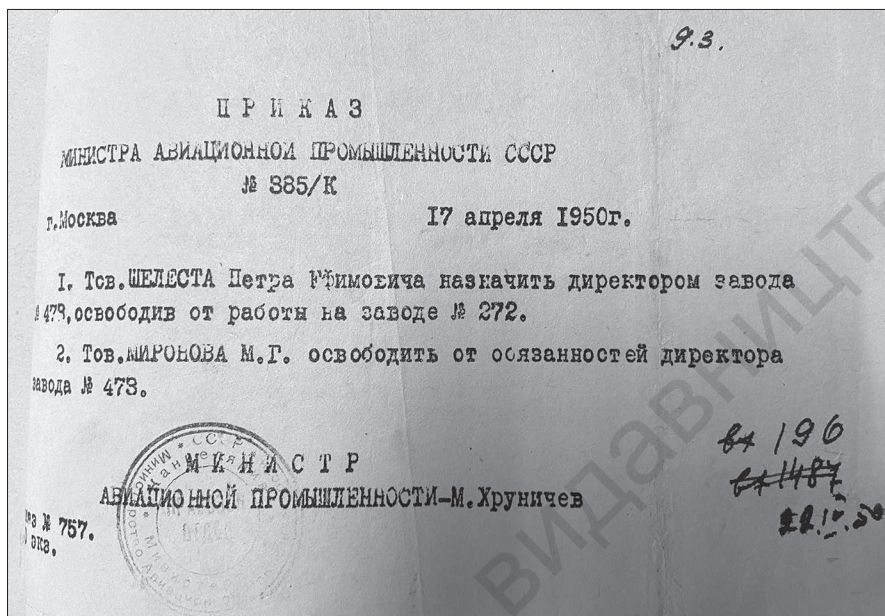 9.3.
ПРИКАЗ
МИНИСТРА АВИАЦИОННОЙ ПРОМЫШЛЕННОСТИ СССР
№ 385/К
г.Москва 17 апреля 1950г.
1. Тов.ШЕЛЕСТА Петра Ефимовича назначить директором завода
№ 473,освободив от работы на заводе № 272.
2. Тов.МИРОНОВА М.Г. освободить от обязанностей директора
завода № 473.
МИНИСТР
АВИАЦИОННОЙ ПРОМЫШЛЕННОСТИ-М.Хруничев
№ 757.
экз.
вх 196
вх 1487
ВИДАВНИЦТВ